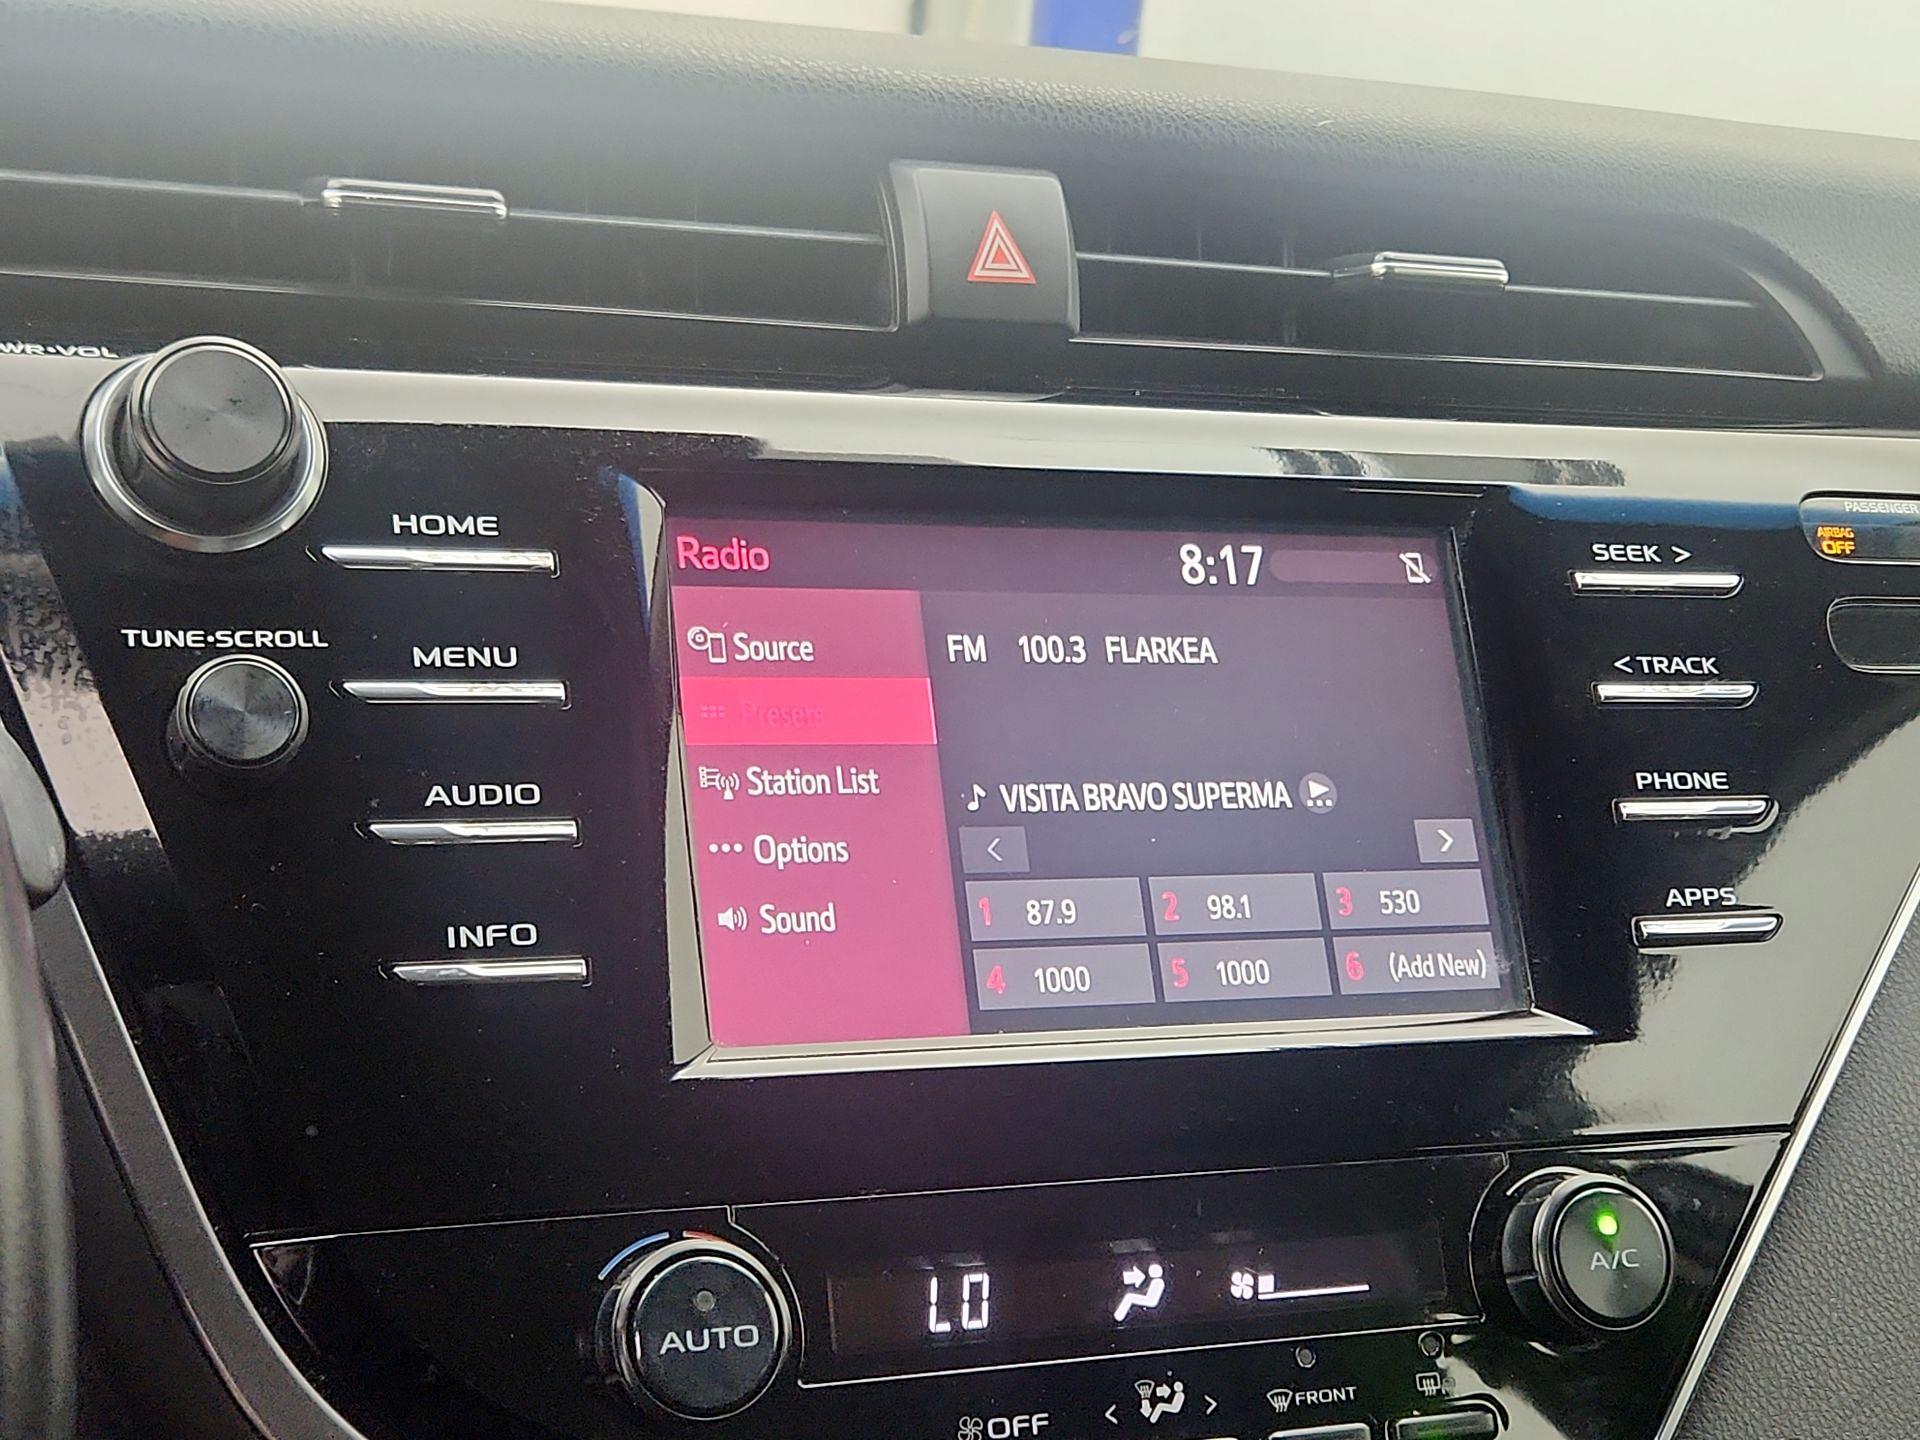 WR•VOL
HOME
TUNE•SCROLL
MENU
AUDIO
INFO
Radio
8:17
Source
Presets
Station List
Options
Sound
FM 100.3 FLARKEA
VISITA BRAVO SUPERMA
<
>
1 87.9
2 98.1
3 530
4 1000
5 1000
6 (Add New)
SEEK >
< TRACK
PHONE
APPS
PASSENGER
AIRBAG
OFF
AUTO
LO
A/C
OFF
< >
FRONT